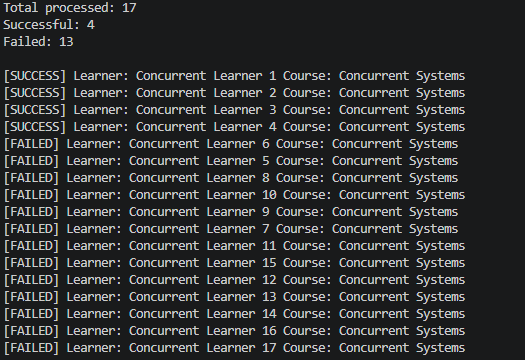 Total processed: 17
Successful: 4
Failed: 13
[SUCCESS] Learner: Concurrent Learner 1 Course: Concurrent Systems
[SUCCESS] Learner: Concurrent Learner 2 Course: Concurrent Systems
[SUCCESS] Learner: Concurrent Learner 3 Course: Concurrent Systems
[SUCCESS] Learner: Concurrent Learner 4 Course: Concurrent Systems
[FAILED] Learner: Concurrent Learner 6 Course: Concurrent Systems
[FAILED] Learner: Concurrent Learner 5 Course: Concurrent Systems
[FAILED] Learner: Concurrent Learner 8 Course: Concurrent Systems
[FAILED] Learner: Concurrent Learner 10 Course: Concurrent Systems
[FAILED] Learner: Concurrent Learner 9 Course: Concurrent Systems
[FAILED] Learner: Concurrent Learner 7 Course: Concurrent Systems
[FAILED] Learner: Concurrent Learner 11 Course: Concurrent Systems
[FAILED] Learner: Concurrent Learner 15 Course: Concurrent Systems
[FAILED] Learner: Concurrent Learner 12 Course: Concurrent Systems
[FAILED] Learner: Concurrent Learner 13 Course: Concurrent Systems
[FAILED] Learner: Concurrent Learner 14 Course: Concurrent Systems
[FAILED] Learner: Concurrent Learner 16 Course: Concurrent Systems
[FAILED] Learner: Concurrent Learner 17 Course: Concurrent Systems